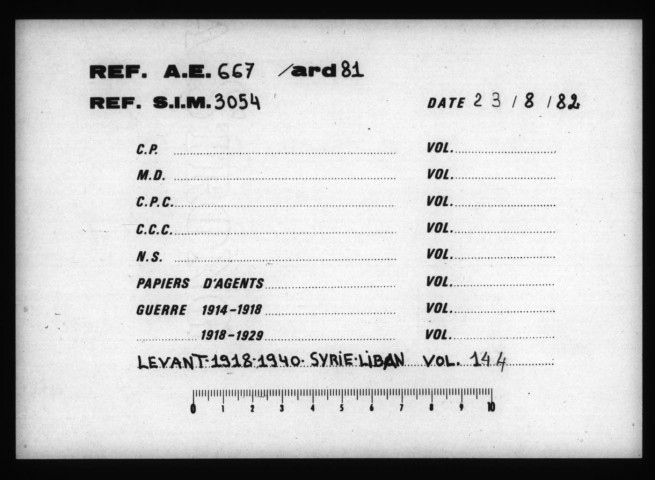 REF. A.E. 667 /ard 81
REF. S.I.M. 3054 DATE 23/8/82
C.P. VOL.
M.D. VOL.
C.P.C. VOL.
C.C.C. VOL.
N.S. VOL.
PAPIERS D'AGENTS VOL.
GUERRE 1914-1918 VOL.
1918-1929 VOL.
LEVANT·1918·1940· SYRIE·LIBAN VOL. 144
0 1 2 3 4 5 6 7 8 9 10